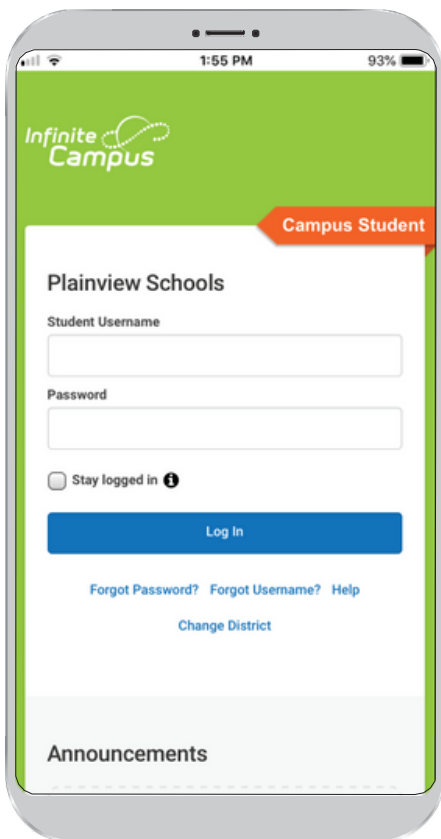 1:55 PM 93%
Infinite
Campus
Campus Student
Plainview Schools
Student Username
Password
Stay logged in
Log In
Forgot Password? Forgot Username? Help
Change District
Announcements